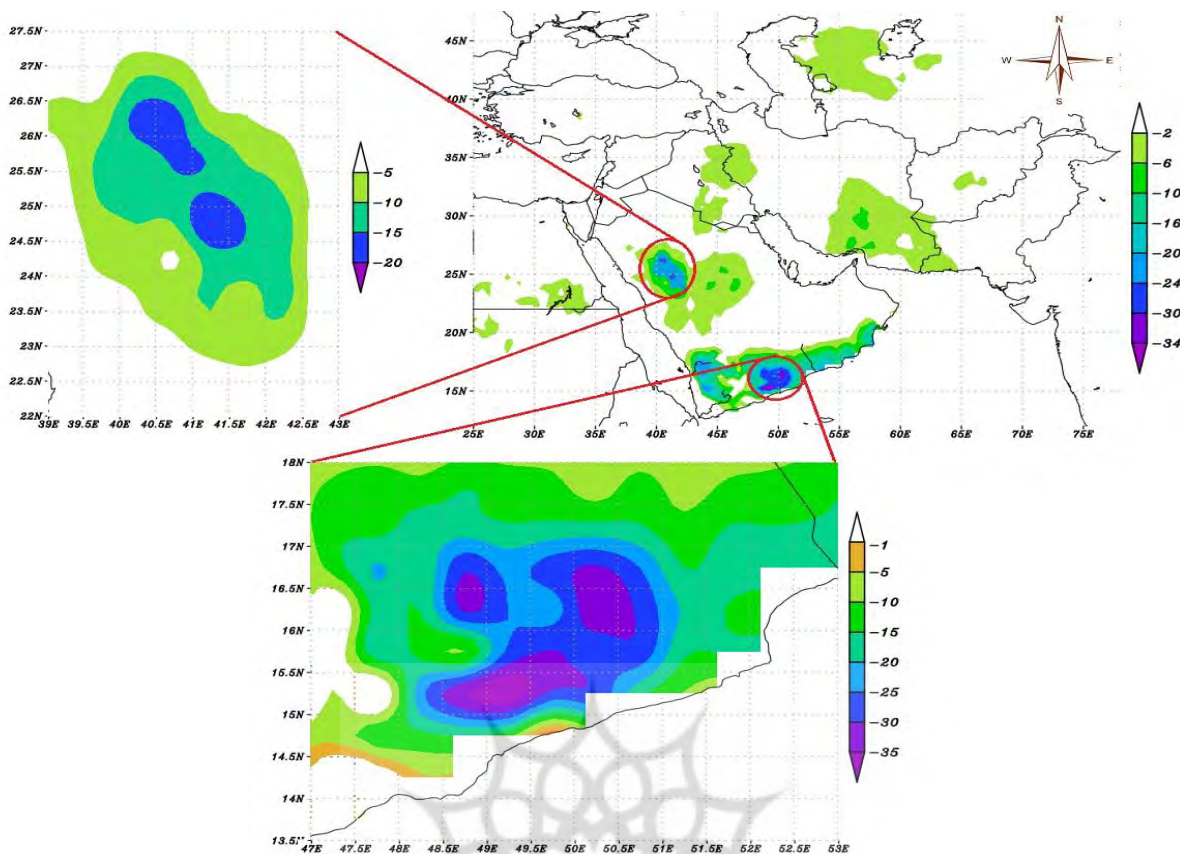 27.5N
27N
26.5N
26N
25.5N
25N
24.5N
24N
23.5N
23N
22.5N
22N
39E 39.5E 40E 40.5E 41E 41.5E 42E 42.5E 43E
-5
-10
-15
-20
45N
40N
35N
30N
25N
20N
15N
25E 30E 35E 40E 45E 50E 55E 60E 65E 70E 75E
N
W E
S
-2
-6
-10
-16
-20
-24
-30
-34
18N
17.5N
17N
16.5N
16N
15.5N
15N
14.5N
14N
13.5N
47E 47.5E 48E 48.5E 49E 49.5E 50E 50.5E 51E 51.5E 52E 52.5E 53E
-1
-5
-10
-15
-20
-25
-30
-35